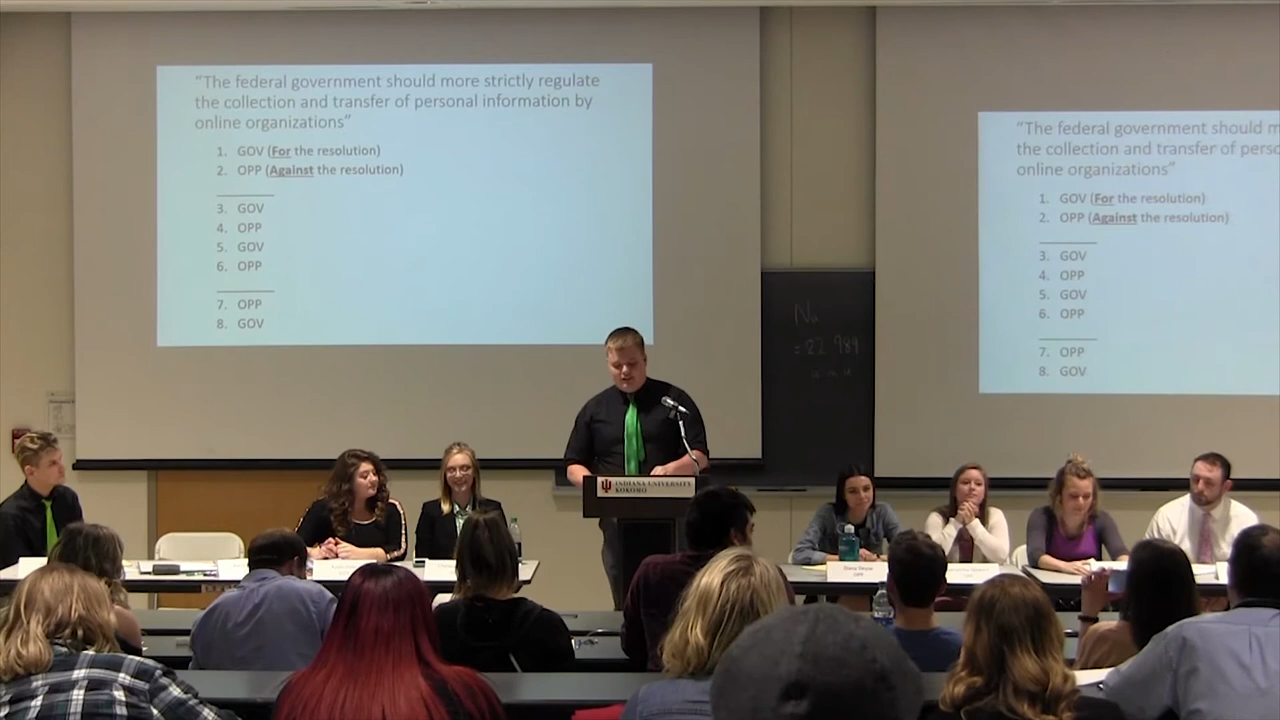 “The federal government should more strictly regulate
the collection and transfer of personal information by
online organizations”
1. GOV (For the resolution)
2. OPP (Against the resolution)
3. GOV
4. OPP
5. GOV
6. OPP
7. OPP
8. GOV
“The federal government should m
the collection and transfer of perso
online organizations”
1. GOV (For the resolution)
2. OPP (Against the resolution)
3. GOV
4. OPP
5. GOV
6. OPP
7. OPP
8. GOV
Na
=22.989
INDIANA UNIVERSITY
KOKOMO
OPP